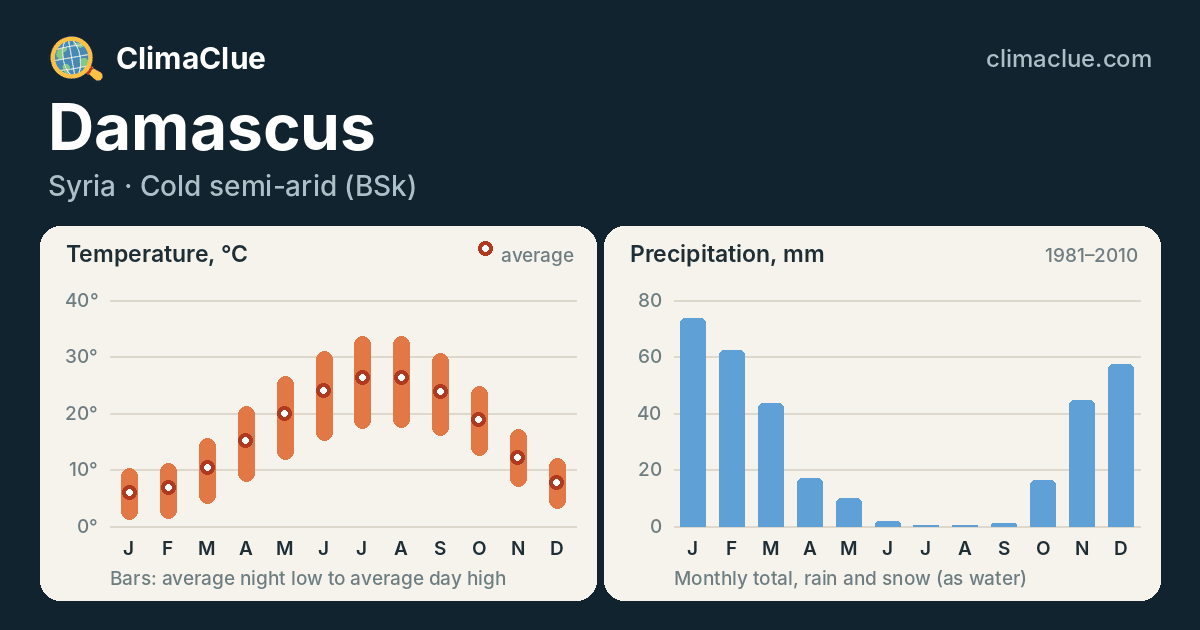 ClimaClue
climaclue.com
Damascus
Syria · Cold semi-arid (BSk)
Temperature, °C
average
40°
30°
20°
10°
0°
J F M A M J J A S O N D
Bars: average night low to average day high
Precipitation, mm
1981–2010
80
60
40
20
0
J F M A M J J A S O N D
Monthly total, rain and snow (as water)